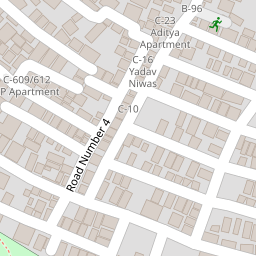 B-96
C-23
Aditya
Apartment
C-16
Yadav
Niwas
C-609/612
P Apartment
C-10
Road Number 4